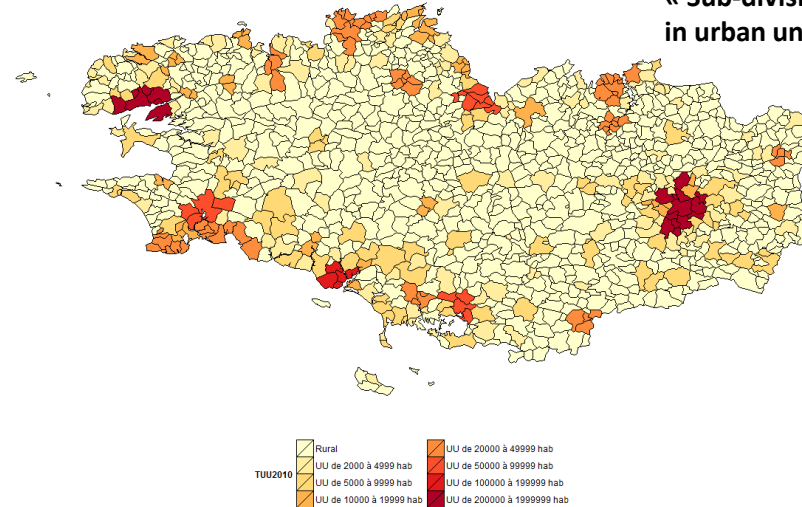 « Sub-divis
in urban un
TUU2010
Rural
UU de 2000 à 4999 hab
UU de 5000 à 9999 hab
UU de 10000 à 19999 hab
UU de 20000 à 49999 hab
UU de 50000 à 99999 hab
UU de 100000 à 199999 hab
UU de 200000 à 1999999 hab